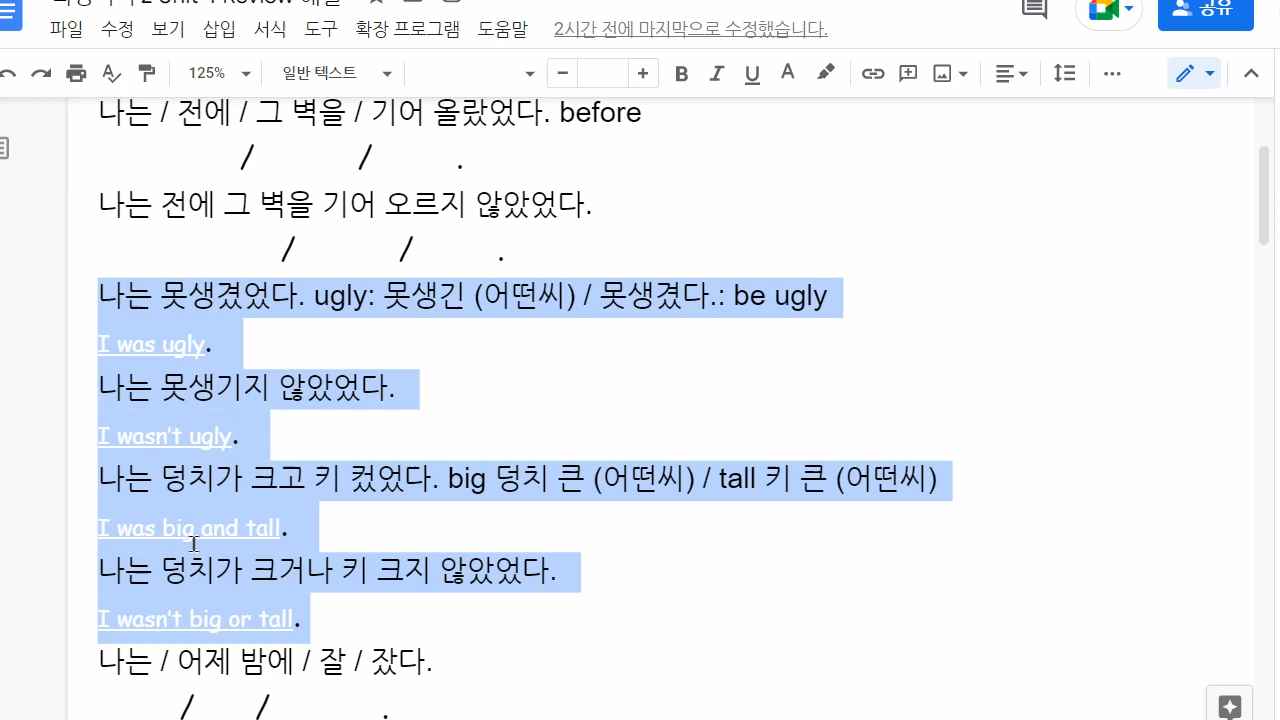 파일 수정 보기 삽입 서식 도구 확장 프로그램 도움말 2시간 전에 마지막으로 수정했습니다. 공유
125% 일반 텍스트 − + B I U A
나는 / 전에 / 그 벽을 / 기어 올랐었다. before
/ / .
나는 전에 그 벽을 기어 오르지 않았었다.
/ / .
나는 못생겼었다. ugly: 못생긴 (어떤씨) / 못생겼다.: be ugly
I was ugly.
나는 못생기지 않았었다.
I wasn't ugly.
나는 덩치가 크고 키 컸었다. big 덩치 큰 (어떤씨) / tall 키 큰 (어떤씨)
I was big and tall.
나는 덩치가 크거나 키 크지 않았었다.
I wasn't big or tall.
나는 / 어제 밤에 / 잘 / 잤다.
/ / .